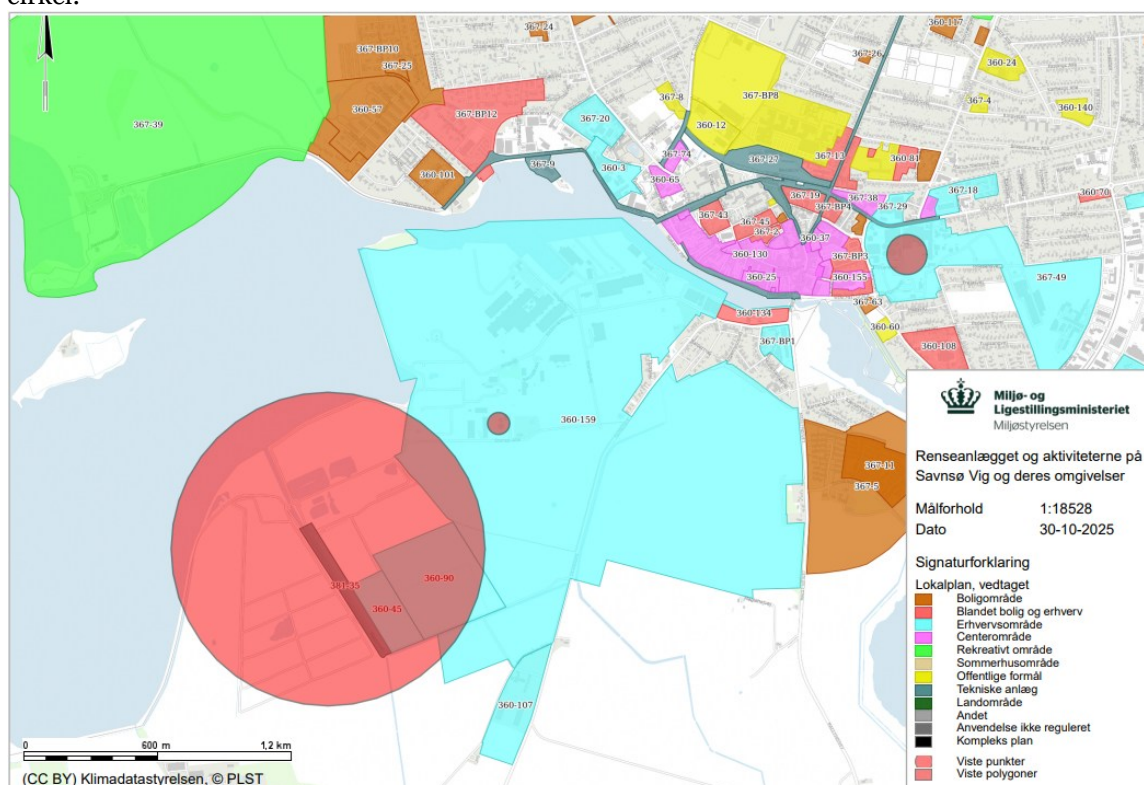 cirkel.
367-24
360-117
367-BP10
367-25
367-26
360-24
367-39
360-57
367-BP12
367-8
367-BP8
367-4
360-140
367-20
360-12
367-9
360-3
367-74
367-27
367-13
360-81
360-101
360-65
367-19
367-38
367-18
360-70
367-BP4
367-29
367-43
367-45
367-2
360-37
360-130
367-BP3
360-25
360-155
367-49
367-63
360-134
360-60
367-BP1
360-108
360-159
367-11
367-5
381-35
360-90
360-45
360-107
Miljø- og
Ligestillingsministeriet
Miljøstyrelsen
Renseanlægget og aktiviteterne på
Savnsø Vig og deres omgivelser
Målforhold 1:18528
Dato 30-10-2025
Signaturforklaring
Lokalplan, vedtaget
Boligområde
Blandet bolig og erhverv
Erhvervsområde
Centerområde
Rekreativt område
Sommerhusområde
Offentlige formål
Tekniske anlæg
Landområde
Andet
Anvendelse ikke reguleret
Kompleks plan
Viste punkter
Viste polygoner
0 600 m 1,2 km
(CC BY) Klimadatastyrelsen, © PLST